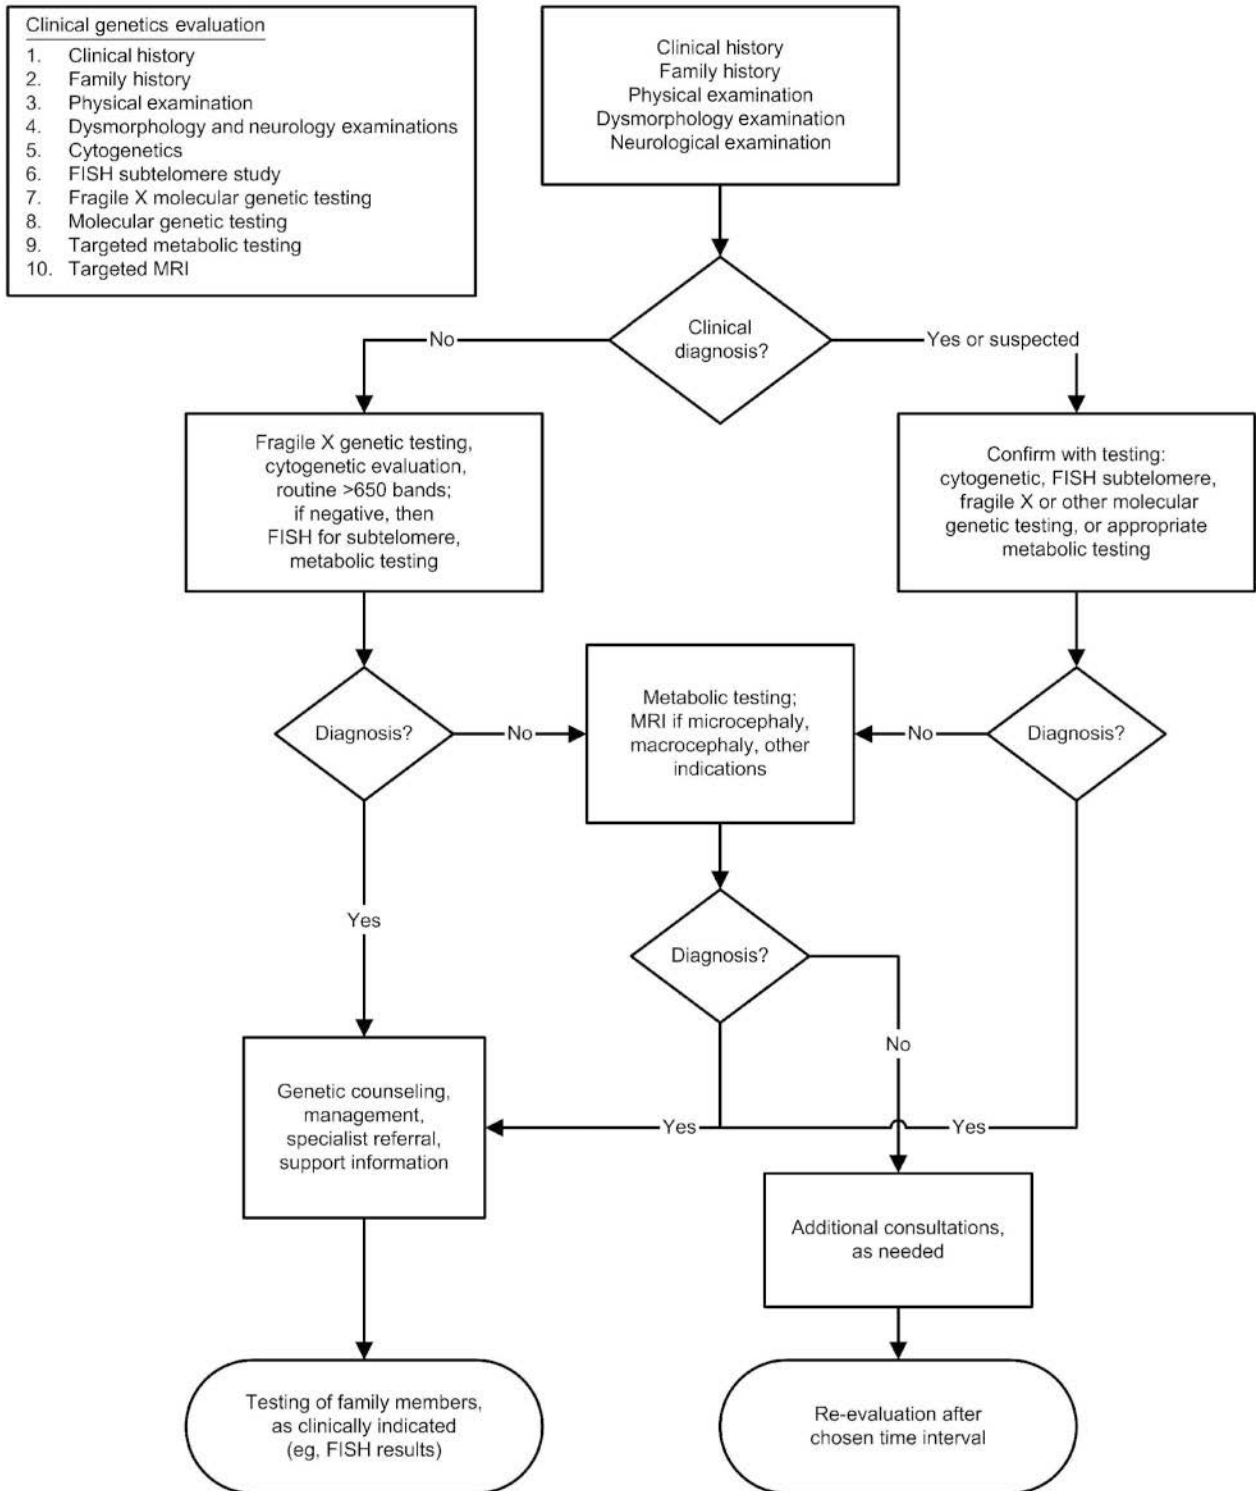 Clinical genetics evaluation
1. Clinical history
2. Family history
3. Physical examination
4. Dysmorphology and neurology examinations
5. Cytogenetics
6. FISH subtelomere study
7. Fragile X molecular genetic testing
8. Molecular genetic testing
9. Targeted metabolic testing
10. Targeted MRI
Clinical history
Family history
Physical examination
Dysmorphology examination
Neurological examination
Clinical
diagnosis?
No
Yes or suspected
Fragile X genetic testing,
cytogenetic evaluation,
routine >650 bands;
if negative, then
FISH for subtelomere,
metabolic testing
Confirm with testing:
cytogenetic, FISH subtelomere,
fragile X or other molecular
genetic testing, or appropriate
metabolic testing
Diagnosis?
No
Metabolic testing;
MRI if microcephaly,
macrocephaly, other
indications
No
Diagnosis?
Yes
Diagnosis?
No
Genetic counseling,
management,
specialist referral,
support information
Yes
Yes
Additional consultations,
as needed
Testing of family members,
as clinically indicated
(eg, FISH results)
Re-evaluation after
chosen time interval